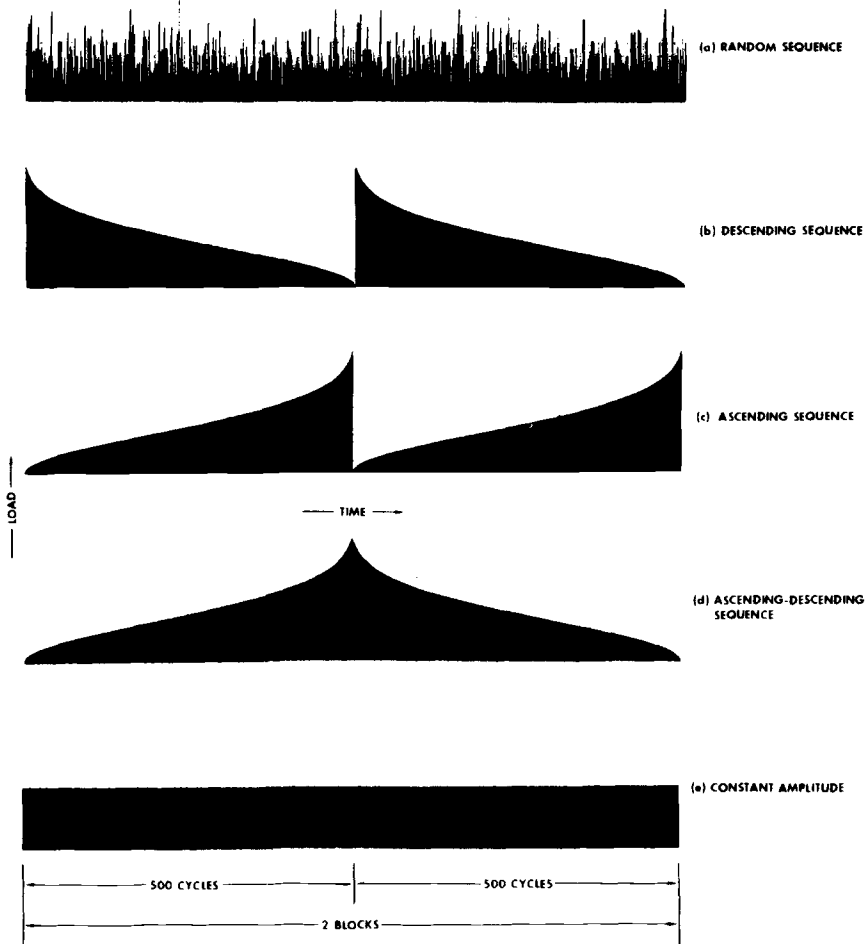 (a) RANDOM SEQUENCE
(b) DESCENDING SEQUENCE
(c) ASCENDING SEQUENCE
LOAD
TIME
(d) ASCENDING-DESCENDING
SEQUENCE
(e) CONSTANT AMPLITUDE
500 CYCLES
500 CYCLES
2 BLOCKS